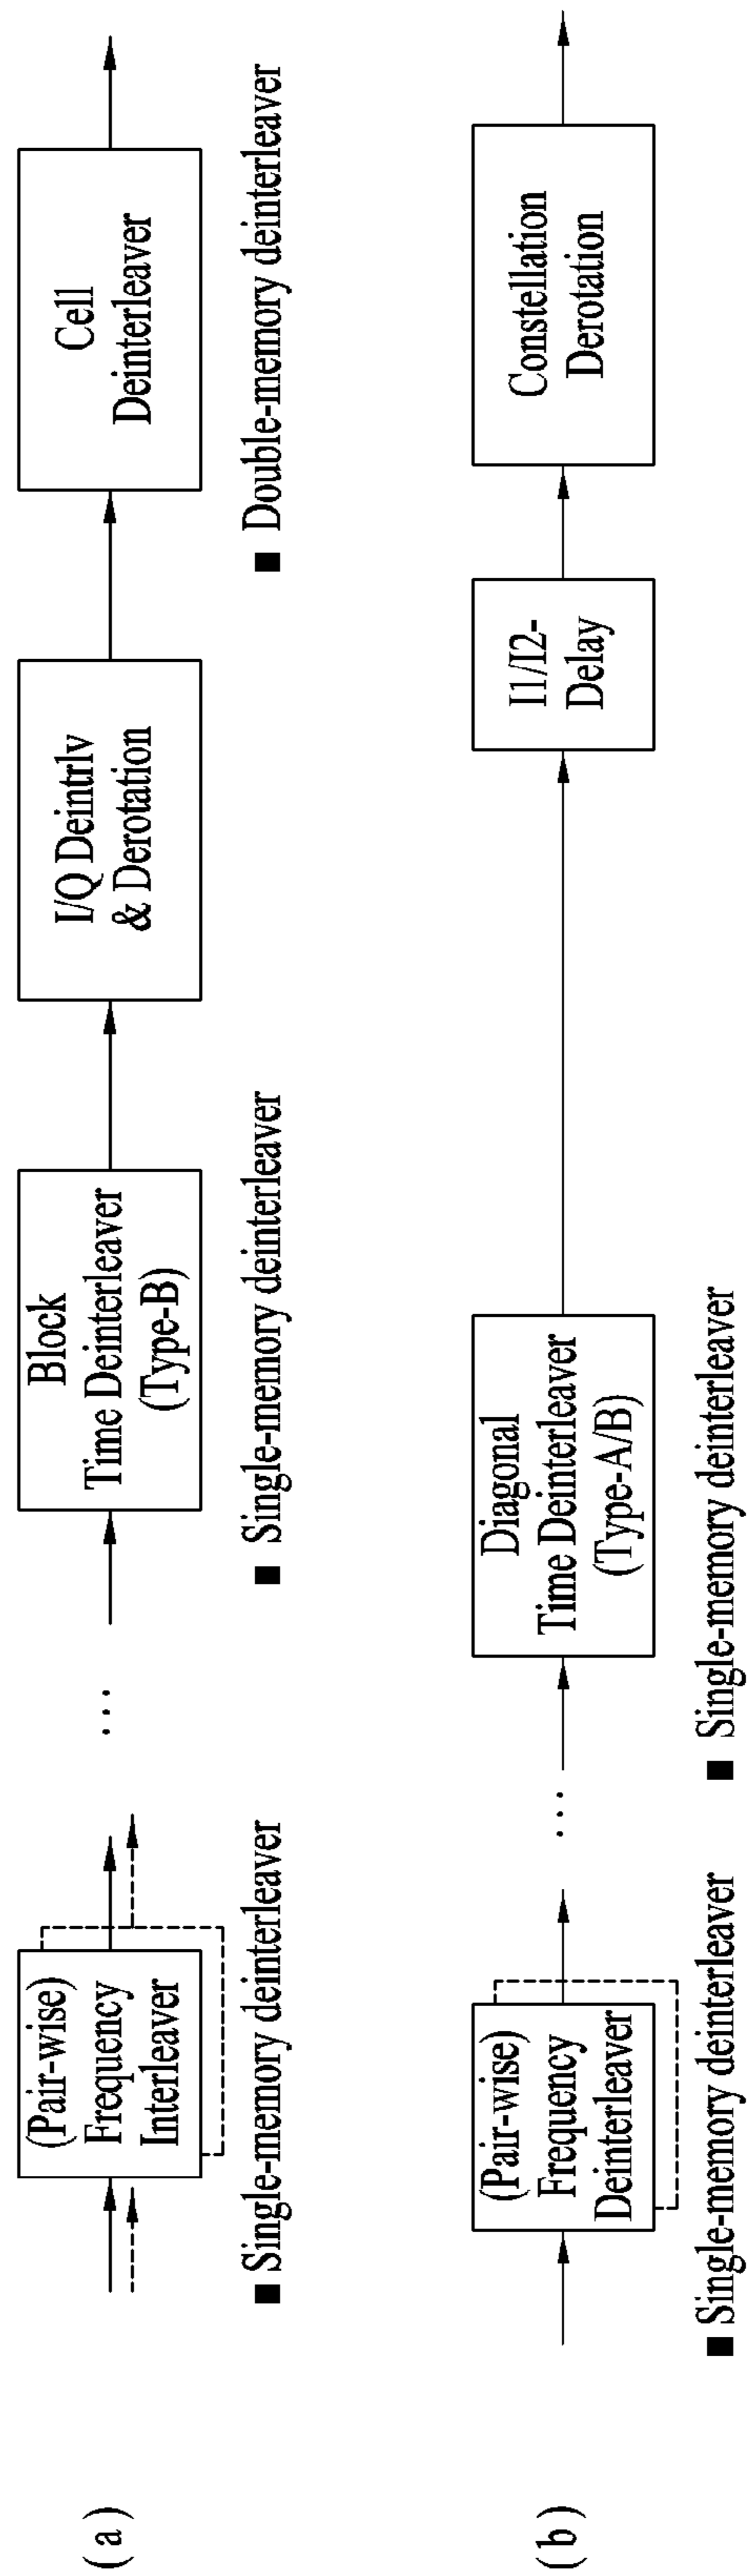 (a)
(Pair-wise)
Frequency
Interleaver
■ Single-memory deinterleaver
...
Block
Time Deinterleaver
(Type-B)
■ Single-memory deinterleaver
I/Q Deintrlv
& Derotation
Cell
Deinterleaver
■ Double-memory deinterleaver
(b)
(Pair-wise)
Frequency
Deinterleaver
■ Single-memory deinterleaver
...
Diagonal
Time Deinterleaver
(Type-A/B)
■ Single-memory deinterleaver
I1/I2-
Delay
Constellation
Derotation